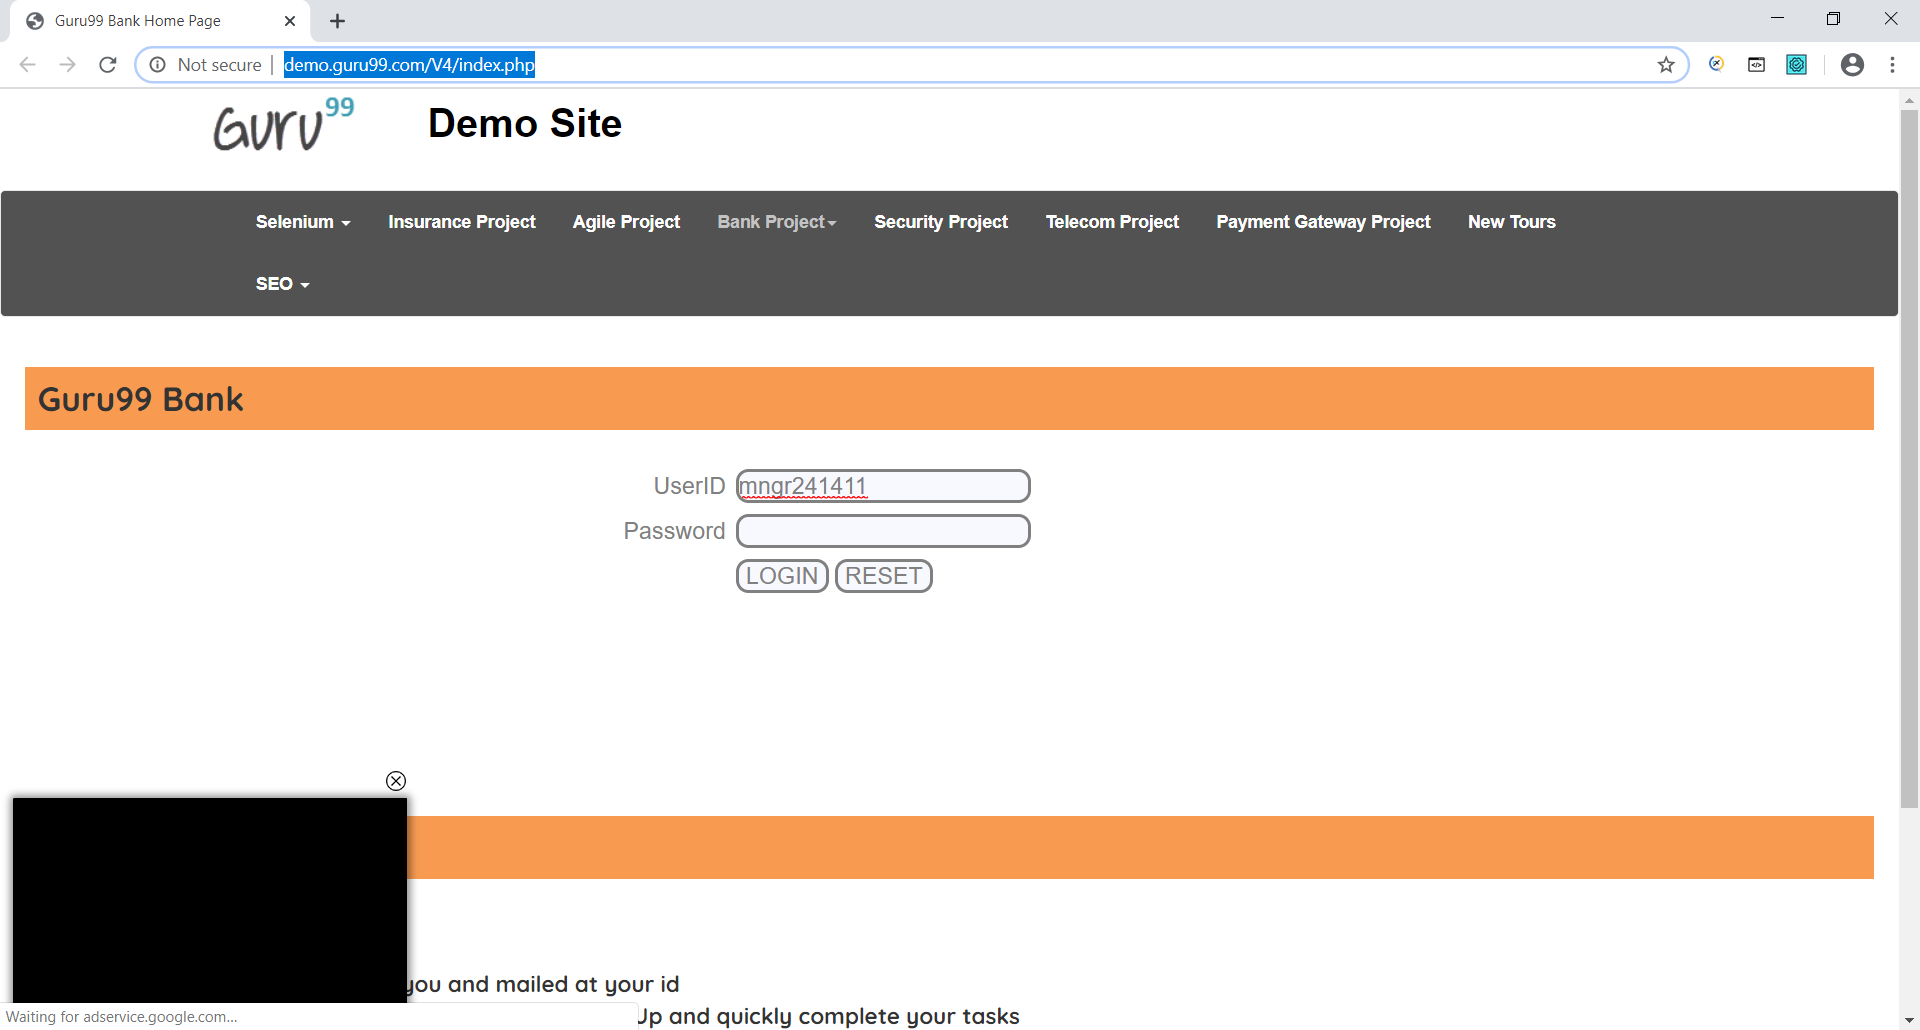 Guru99 Bank Home Page
Not secure | demo.guru99.com/V4/index.php
Guru99 Demo Site
Selenium Insurance Project Agile Project Bank Project Security Project Telecom Project Payment Gateway Project New Tours
SEO
Guru99 Bank
UserID mngr241411
Password
LOGIN RESET
you and mailed at your id
Up and quickly complete your tasks
Waiting for adservice.google.com...